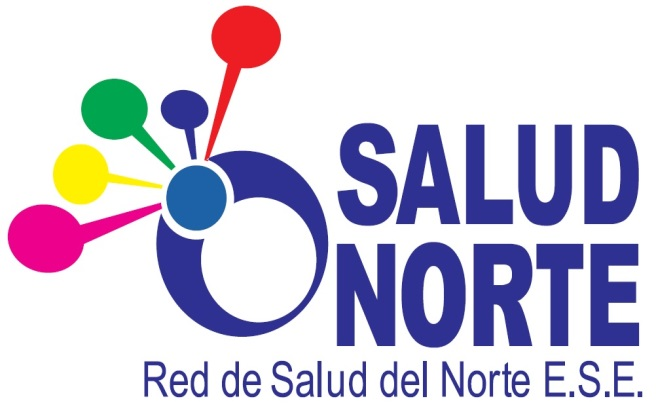 SALUD
NORTE
Red de Salud del Norte E.S.E.